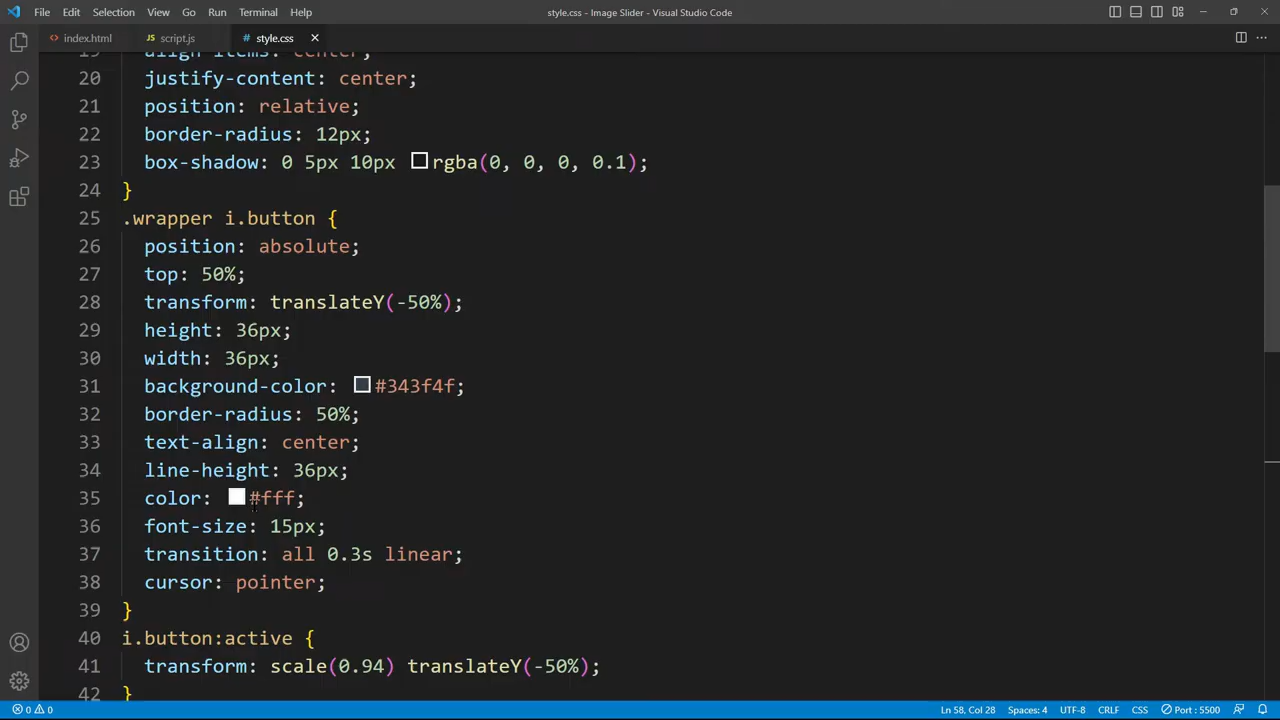 File Edit Selection View Go Run Terminal Help
style.css - Image Slider - Visual Studio Code
index.html script.js style.css
19 align-items: center;
20 justify-content: center;
21 position: relative;
22 border-radius: 12px;
23 box-shadow: 0 5px 10px rgba(0, 0, 0, 0.1);
24 }
25 .wrapper i.button {
26 position: absolute;
27 top: 50%;
28 transform: translateY(-50%);
29 height: 36px;
30 width: 36px;
31 background-color: #343f4f;
32 border-radius: 50%;
33 text-align: center;
34 line-height: 36px;
35 color: #fff;
36 font-size: 15px;
37 transition: all 0.3s linear;
38 cursor: pointer;
39 }
40 i.button:active {
41 transform: scale(0.94) translateY(-50%);
42 }
0 0 Ln 58, Col 28 Spaces: 4 UTF-8 CRLF CSS Port : 5500